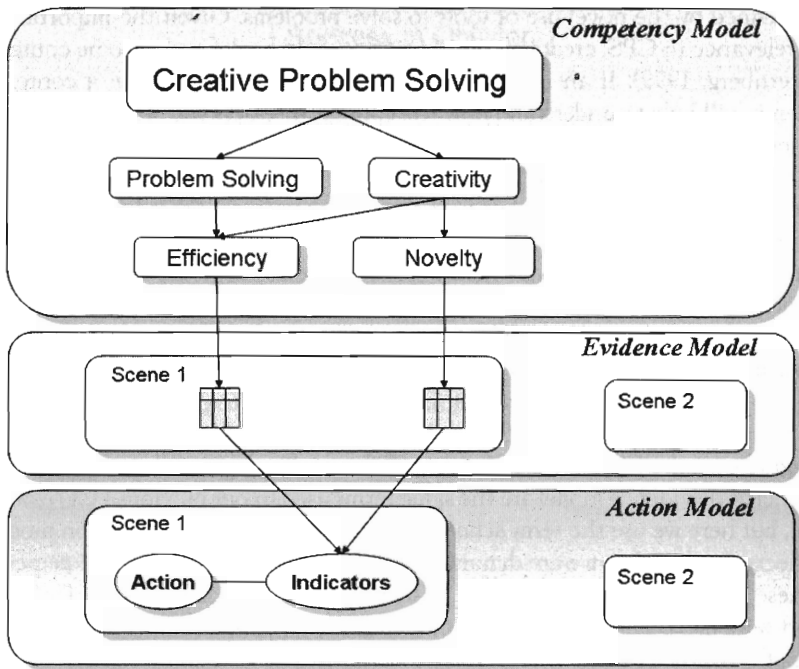 Competency Model
Creative Problem Solving
Problem Solving
Creativity
Efficiency
Novelty
Evidence Model
Scene 1
Scene 2
Action Model
Scene 1
Action
Indicators
Scene 2